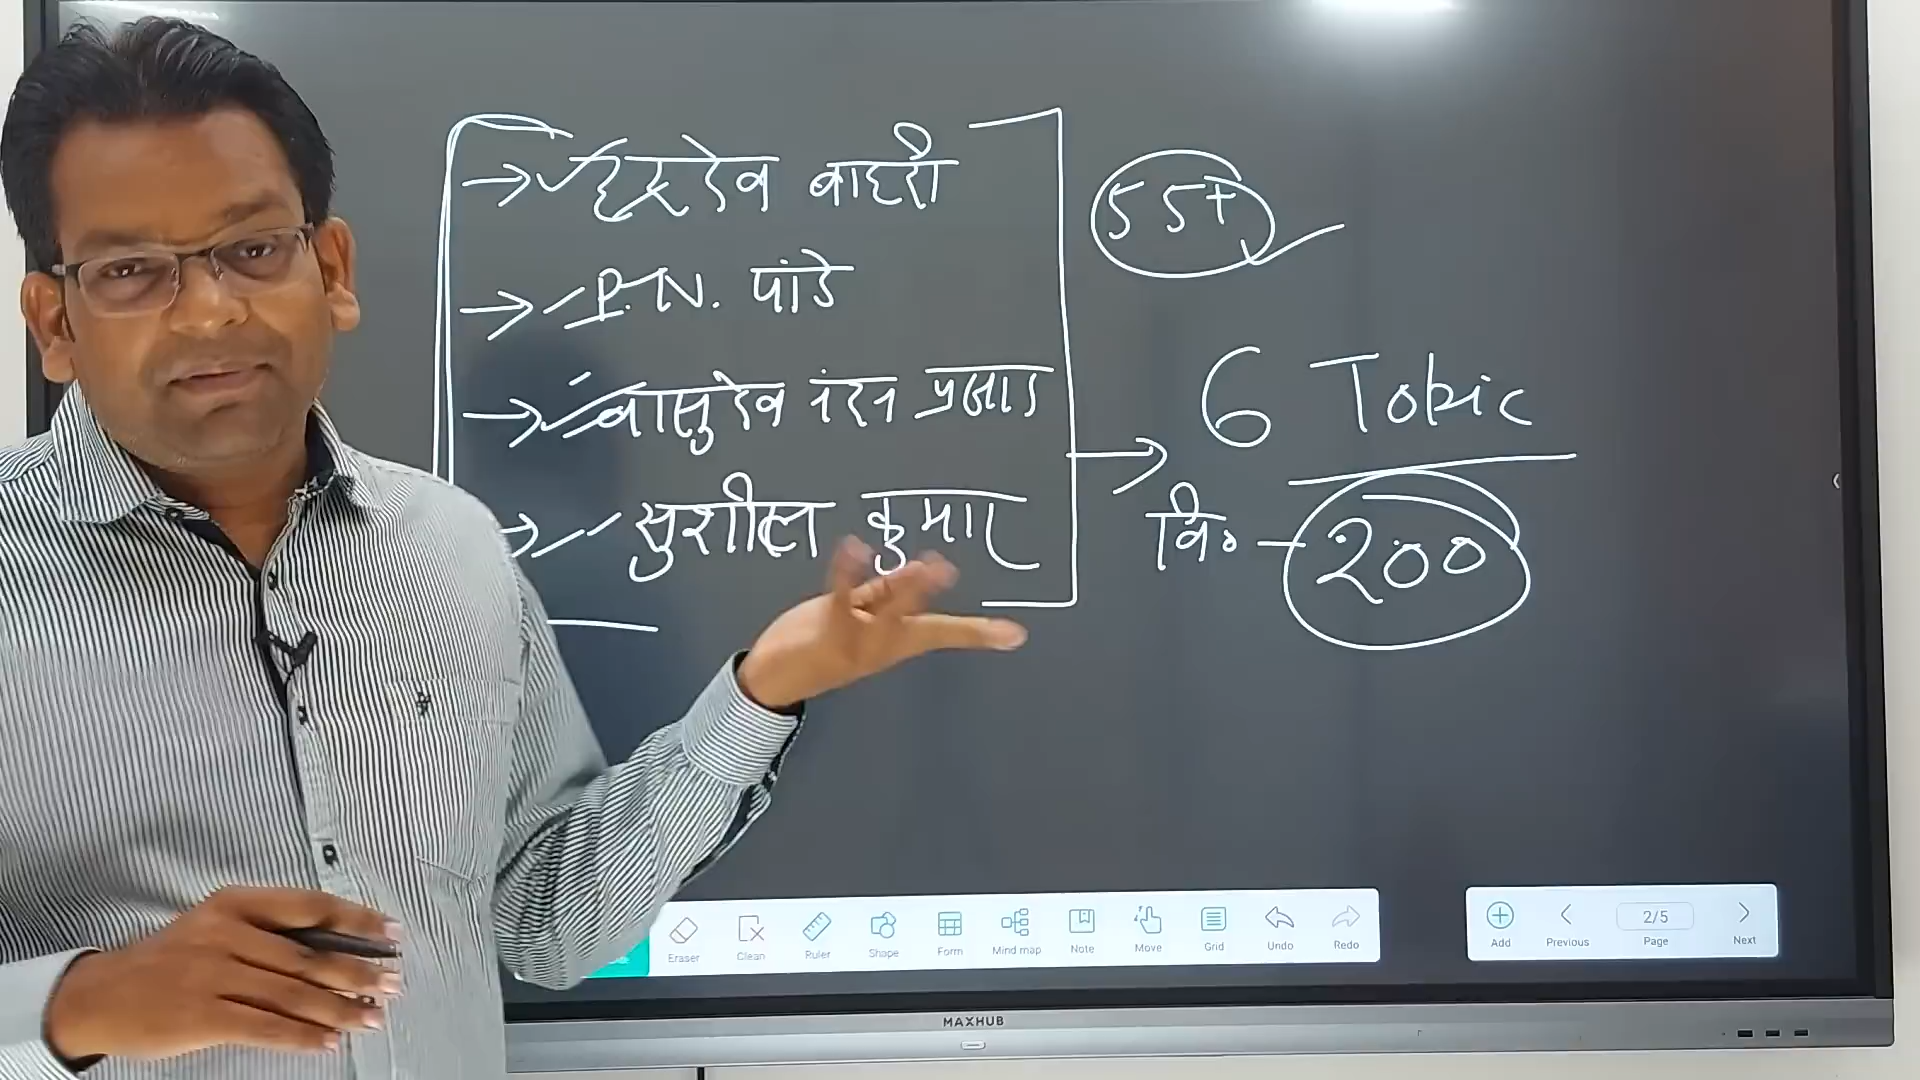 हरदेव बाहरी
P.N. पांडे
वासुदेव नंदन प्रसाद
सुशील कुमार
55+
6 Topic
वि० - 200
Eraser
Clean
Ruler
Shape
Form
Mind map
Note
Move
Grid
Undo
Redo
Add
Previous
2/5
Page
Next
MAXHUB